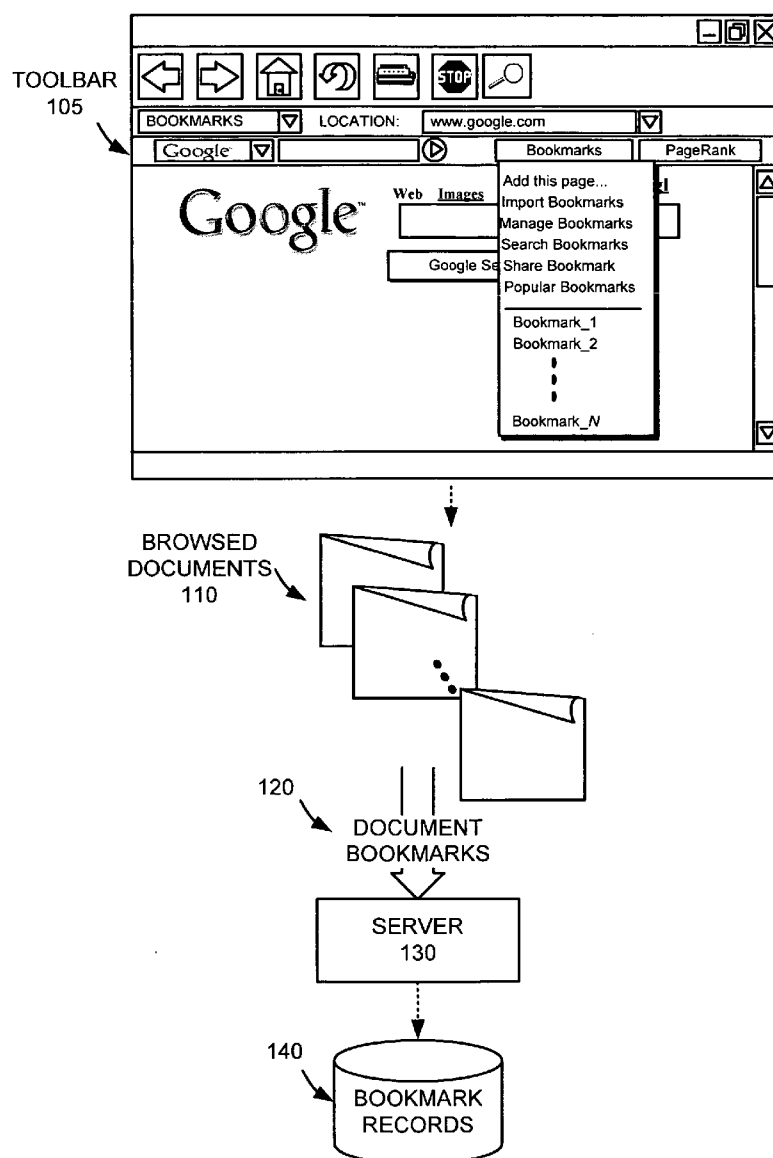 TOOLBAR
105
STOP
BOOKMARKS
LOCATION:
www.google.com
Google
Bookmarks
PageRank
Google™
Web Images
Add this page...
Import Bookmarks
Manage Bookmarks
Search Bookmarks
Google Se
Share Bookmark
Popular Bookmarks
Bookmark_1
Bookmark_2
Bookmark_N
BROWSED
DOCUMENTS
110
120
DOCUMENT
BOOKMARKS
SERVER
130
140
BOOKMARK
RECORDS